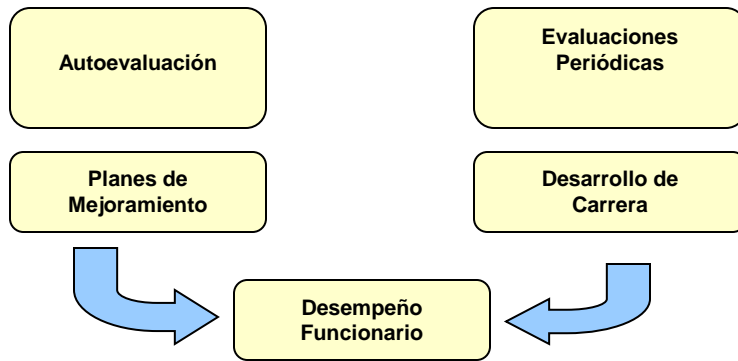 Autoevaluación
Evaluaciones
Periódicas
Planes de
Mejoramiento
Desarrollo de
Carrera
Desempeño
Funcionario